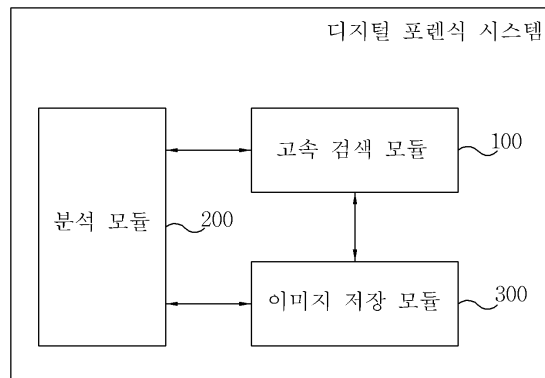 디지털 포렌식 시스템
고속 검색 모듈
100
분석 모듈
200
이미지 저장 모듈
300